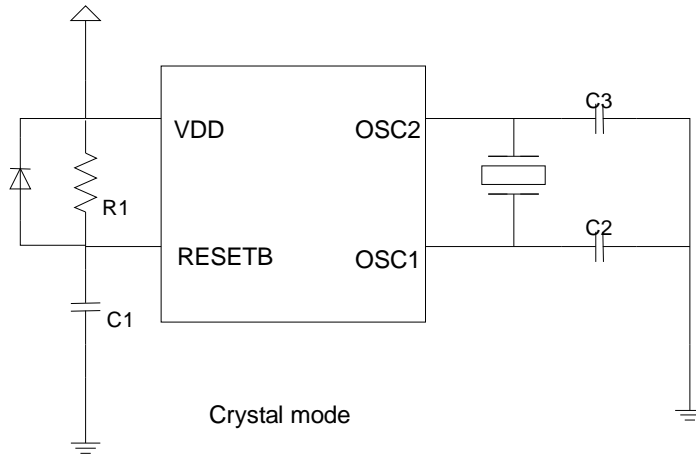 C3
VDD
OSC2
R1
C2
RESETB
OSC1
C1
Crystal mode